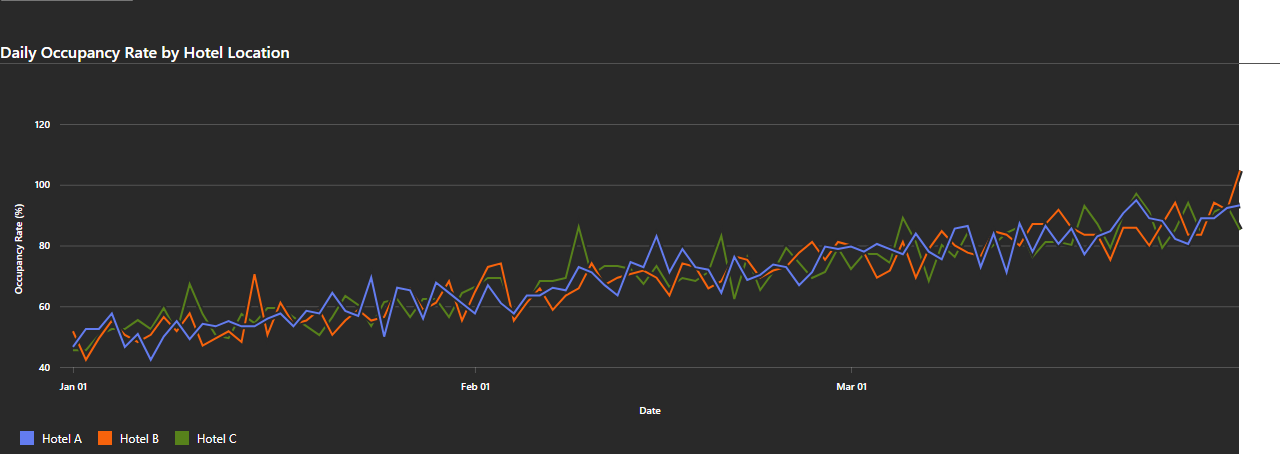 Daily Occupancy Rate by Hotel Location
120
100
80
60
40
Occupancy Rate (%)
Jan 01 Feb 01 Mar 01
Date
Hotel A Hotel B Hotel C